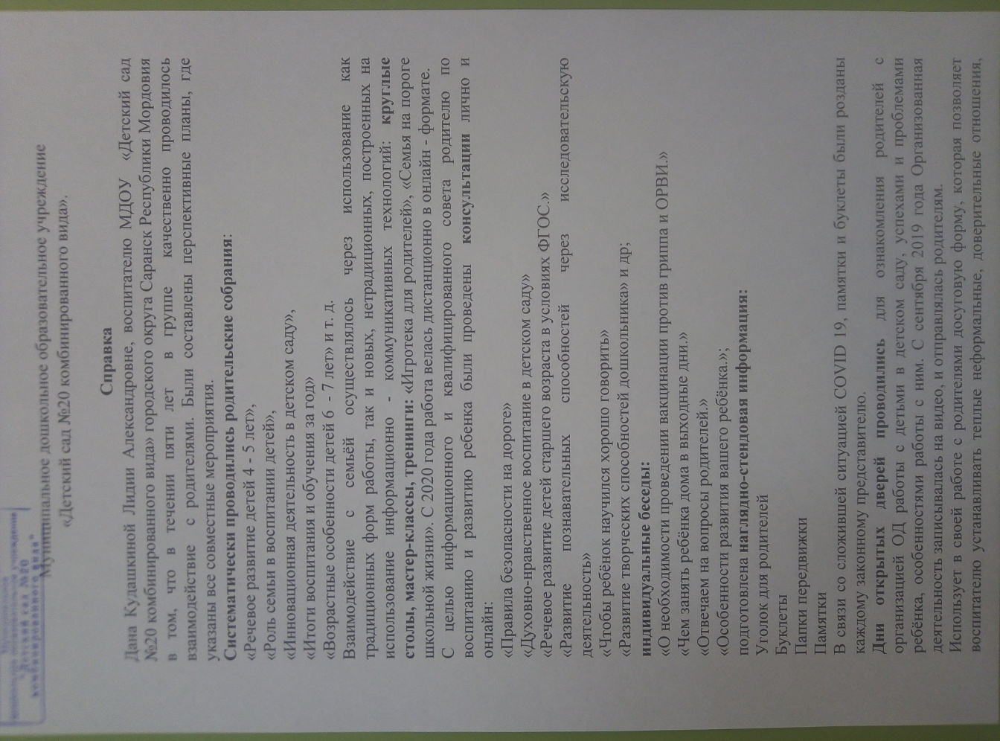 "Детский сад №20
комбинированного вида"
Муниципальное дошкольное образовательное учреждение
«Детский сад №20 комбинированного вида».
Справка
Дана Кудашкиной Лидии Александровне, воспитателю МДОУ «Детский сад
№20 комбинированного вида» городского округа Саранск Республики Мордовия
в том, что в течении пяти лет в группе качественно проводилось
взаимодействие с родителями. Были составлены перспективные планы, где
указаны все совместные мероприятия.
Систематически проводились родительские собрания:
«Речевое развитие детей 4 - 5 лет»,
«Роль семьи в воспитании детей»,
«Инновационная деятельность в детском саду»,
«Итоги воспитания и обучения за год»
«Возрастные особенности детей 6 - 7 лет» и т. д.
Взаимодействие с семьёй осуществлялось через использование как
традиционных форм работы, так и новых, нетрадиционных, построенных на
использование информационно - коммуникативных технологий: круглые
столы, мастер-классы, тренинги: «Игротека для родителей», «Семья на пороге
школьной жизни». С 2020 года работа велась дистанционно в онлайн - формате.
С целью информационного и квалифицированного совета родителю по
воспитанию и развитию ребенка были проведены консультации лично и
онлайн:
«Правила безопасности на дороге»
«Духовно-нравственное воспитание в детском саду»
«Речевое развитие детей старшего возраста в условиях ФГОС.»
«Развитие познавательных способностей через исследовательскую
деятельность»
«Чтобы ребёнок научился хорошо говорить»
«Развитие творческих способностей дошкольника» и др;
индивидуальные беседы:
«О необходимости проведении вакцинации против гриппа и ОРВИ.»
«Чем занять ребёнка дома в выходные дни.»
«Отвечаем на вопросы родителей.»
«Особенности развития вашего ребёнка.»;
подготовлена наглядно-стендовая информация:
Уголок для родителей
Буклеты
Папки передвижки
Памятки
В связи со сложившей ситуацией COVID 19, памятки и буклеты были розданы
каждому законному представителю.
Дни открытых дверей проводились для ознакомления родителей с
организацией ОД работы с детьми в детском саду, успехами и проблемами
ребёнка, особенностями работы с ним. С сентября 2019 года Организованная
деятельность записывалась на видео, и отправлялась родителям.
Использует в своей работе с родителями досуговую форму, которая позволяет
воспитателю устанавливать теплые неформальные, доверительные отношения,